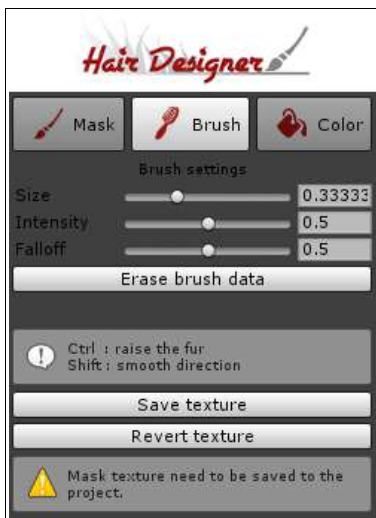 Hair Designer
Mask Brush Color
Brush settings
Size 0.33333
Intensity 0.5
Falloff 0.5
Erase brush data
Ctrl : raise the fur
Shift : smooth direction
Save texture
Revert texture
Mask texture need to be saved to the
project.